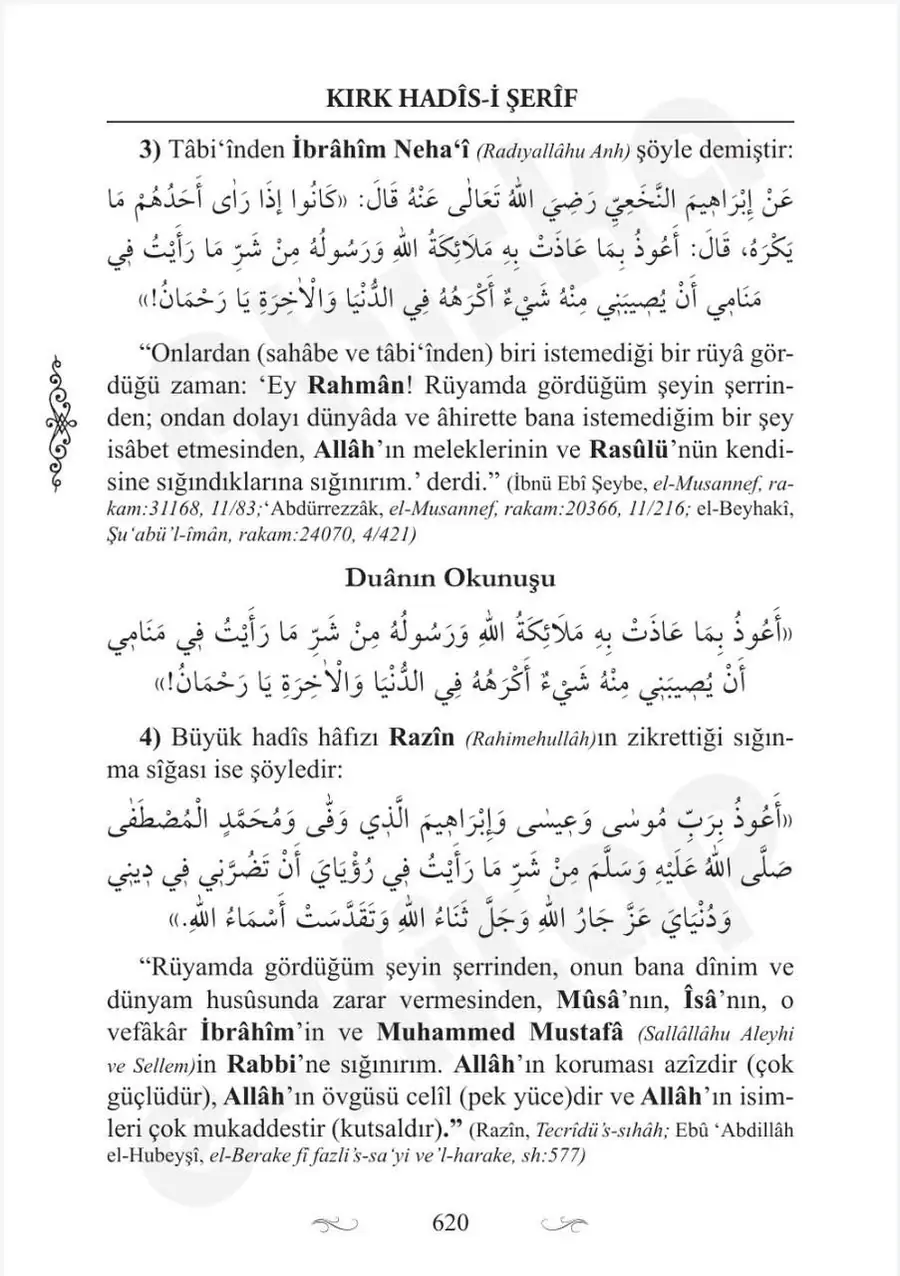 KIRK HADÎS-İ ŞERÎF
3) Tâbi‘înden İbrâhîm Neha‘î (Radıyallâhu Anh) şöyle demiştir:
عَنْ إِبْرَاهِيمَ النَّخَعِيِّ رَضِيَ اللهُ تَعَالٰى عَنْهُ قَالَ: «كَانُوا إِذَا رَاٰى أَحَدُهُمْ مَا
يَكْرَهُ، قَالَ: أَعُوذُ بِمَا عَاذَتْ بِهِ مَلَائِكَةُ اللهِ وَرَسُولُهُ مِنْ شَرِّ مَا رَأَيْتُ فِي
مَنَامِي أَنْ يُصِيبَنِي مِنْهُ شَيْءٌ أَكْرَهُهُ فِي الدُّنْيَا وَالْاٰخِرَةِ يَا رَحْمَانُ!»
“Onlardan (sahâbe ve tâbi‘înden) biri istemediği bir rüyâ gör-
düğü zaman: ‘Ey Rahmân! Rüyamda gördüğüm şeyin şerrin-
den; ondan dolayı dünyâda ve âhirette bana istemediğim bir şey
isâbet etmesinden, Allâh’ın meleklerinin ve Rasûlü’nün kendi-
sine sığındıklarına sığınırım.’ derdi.” (İbnü Ebî Şeybe, el-Musannef, ra-
kam:31168, 11/83;‘Abdürrezzâk, el-Musannef, rakam:20366, 11/216; el-Beyhakî,
Şu‘abü’l-îmân, rakam:24070, 4/421)
Duânın Okunuşu
«أَعُوذُ بِمَا عَاذَتْ بِهِ مَلَائِكَةُ اللهِ وَرَسُولُهُ مِنْ شَرِّ مَا رَأَيْتُ فِي مَنَامِي
أَنْ يُصِيبَنِي مِنْهُ شَيْءٌ أَكْرَهُهُ فِي الدُّنْيَا وَالْاٰخِرَةِ يَا رَحْمَانُ!»
4) Büyük hadîs hâfızı Razîn (Rahimehullâh)ın zikrettiği sığın-
ma sîğası ise şöyledir:
«أَعُوذُ بِرَبِّ مُوسٰى وَعِيسٰى وَإِبْرَاهِيمَ الَّذِي وَفّٰى وَمُحَمَّدٍ الْمُصْطَفٰى
صَلَّى اللهُ عَلَيْهِ وَسَلَّمَ مِنْ شَرِّ مَا رَأَيْتُ فِي رُؤْيَايَ أَنْ تَضُرَّنِي فِي دِينِي
وَدُنْيَايَ عَزَّ جَارُ اللهِ وَجَلَّ ثَنَاءُ اللهِ وَتَقَدَّسَتْ أَسْمَاءُ اللهِ.»
“Rüyamda gördüğüm şeyin şerrinden, onun bana dînim ve
dünyam husûsunda zarar vermesinden, Mûsâ’nın, Îsâ’nın, o
vefâkâr İbrâhîm’in ve Muhammed Mustafâ (Sallâllâhu Aleyhi
ve Sellem)in Rabbi’ne sığınırım. Allâh’ın koruması azîzdir (çok
güçlüdür), Allâh’ın övgüsü celîl (pek yüce)dir ve Allâh’ın isim-
leri çok mukaddestir (kutsaldır).” (Razîn, Tecrîdü’s-sıhâh; Ebû ‘Abdillâh
el-Hubeyşî, el-Berake fî fazli’s-sa‘yi ve’l-harake, sh:577)
620